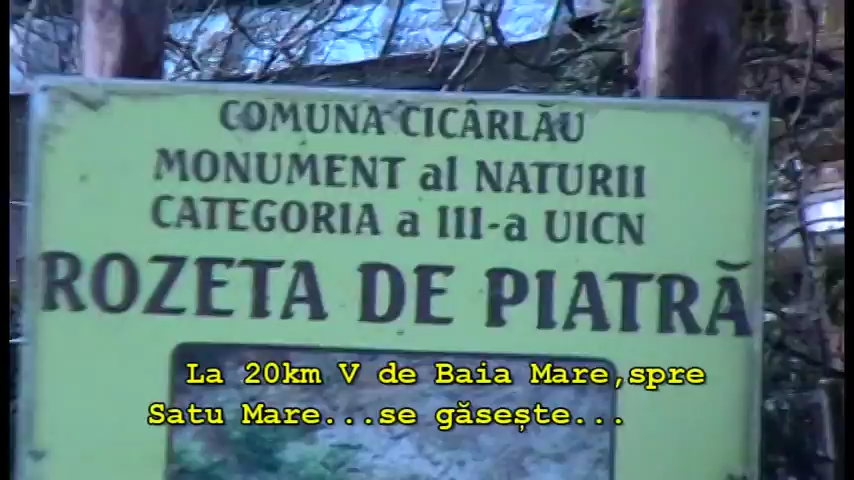 COMUNA CICÂRLĂU
MONUMENT al NATURII
CATEGORIA a III-a UICN
ROZETA DE PIATRĂ
La 20km V de Baia Mare,spre
Satu Mare...se găsește...